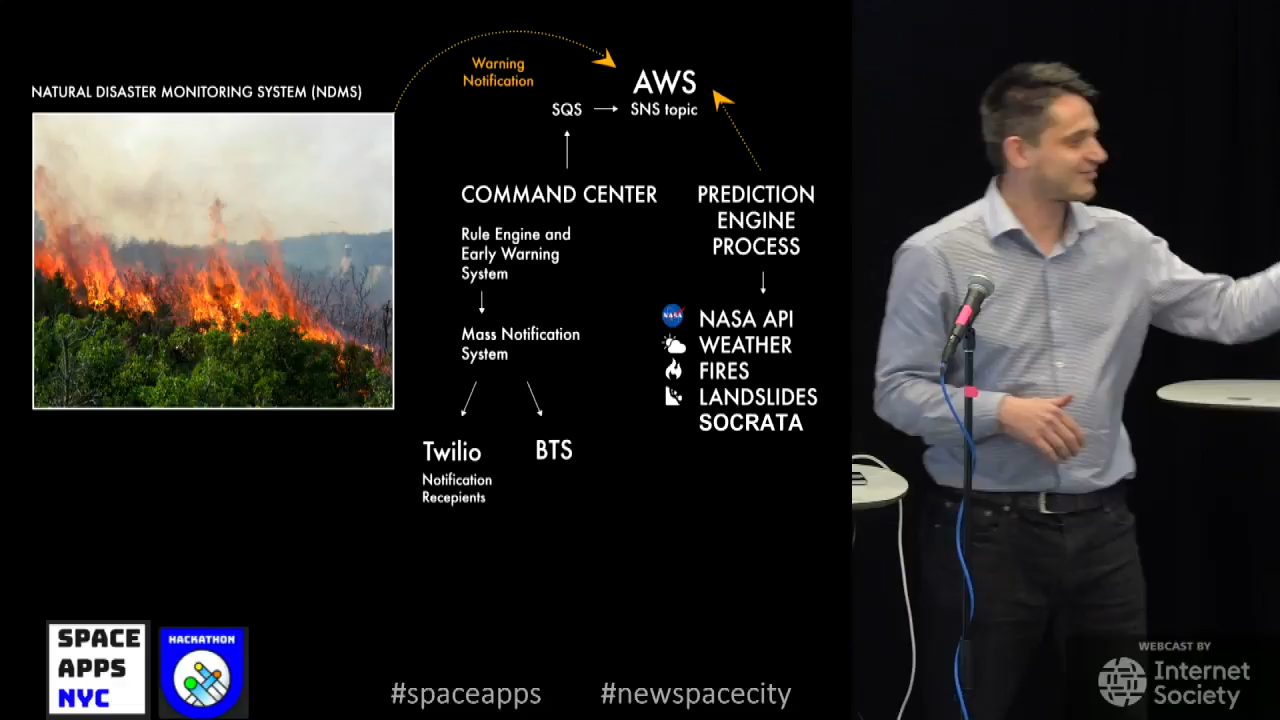 NATURAL DISASTER MONITORING SYSTEM (NDMS)
Warning
Notification
AWS
SQS
SNS topic
COMMAND CENTER
Rule Engine and
Early Warning
System
Mass Notification
System
Twilio
Notification
Recepients
BTS
PREDICTION
ENGINE
PROCESS
NASA
NASA API
WEATHER
FIRES
LANDSLIDES
SOCRATA
SPACE
APPS
NYC
HACKATHON
#spaceapps #newspacecity
WEBCAST BY
Internet
Society